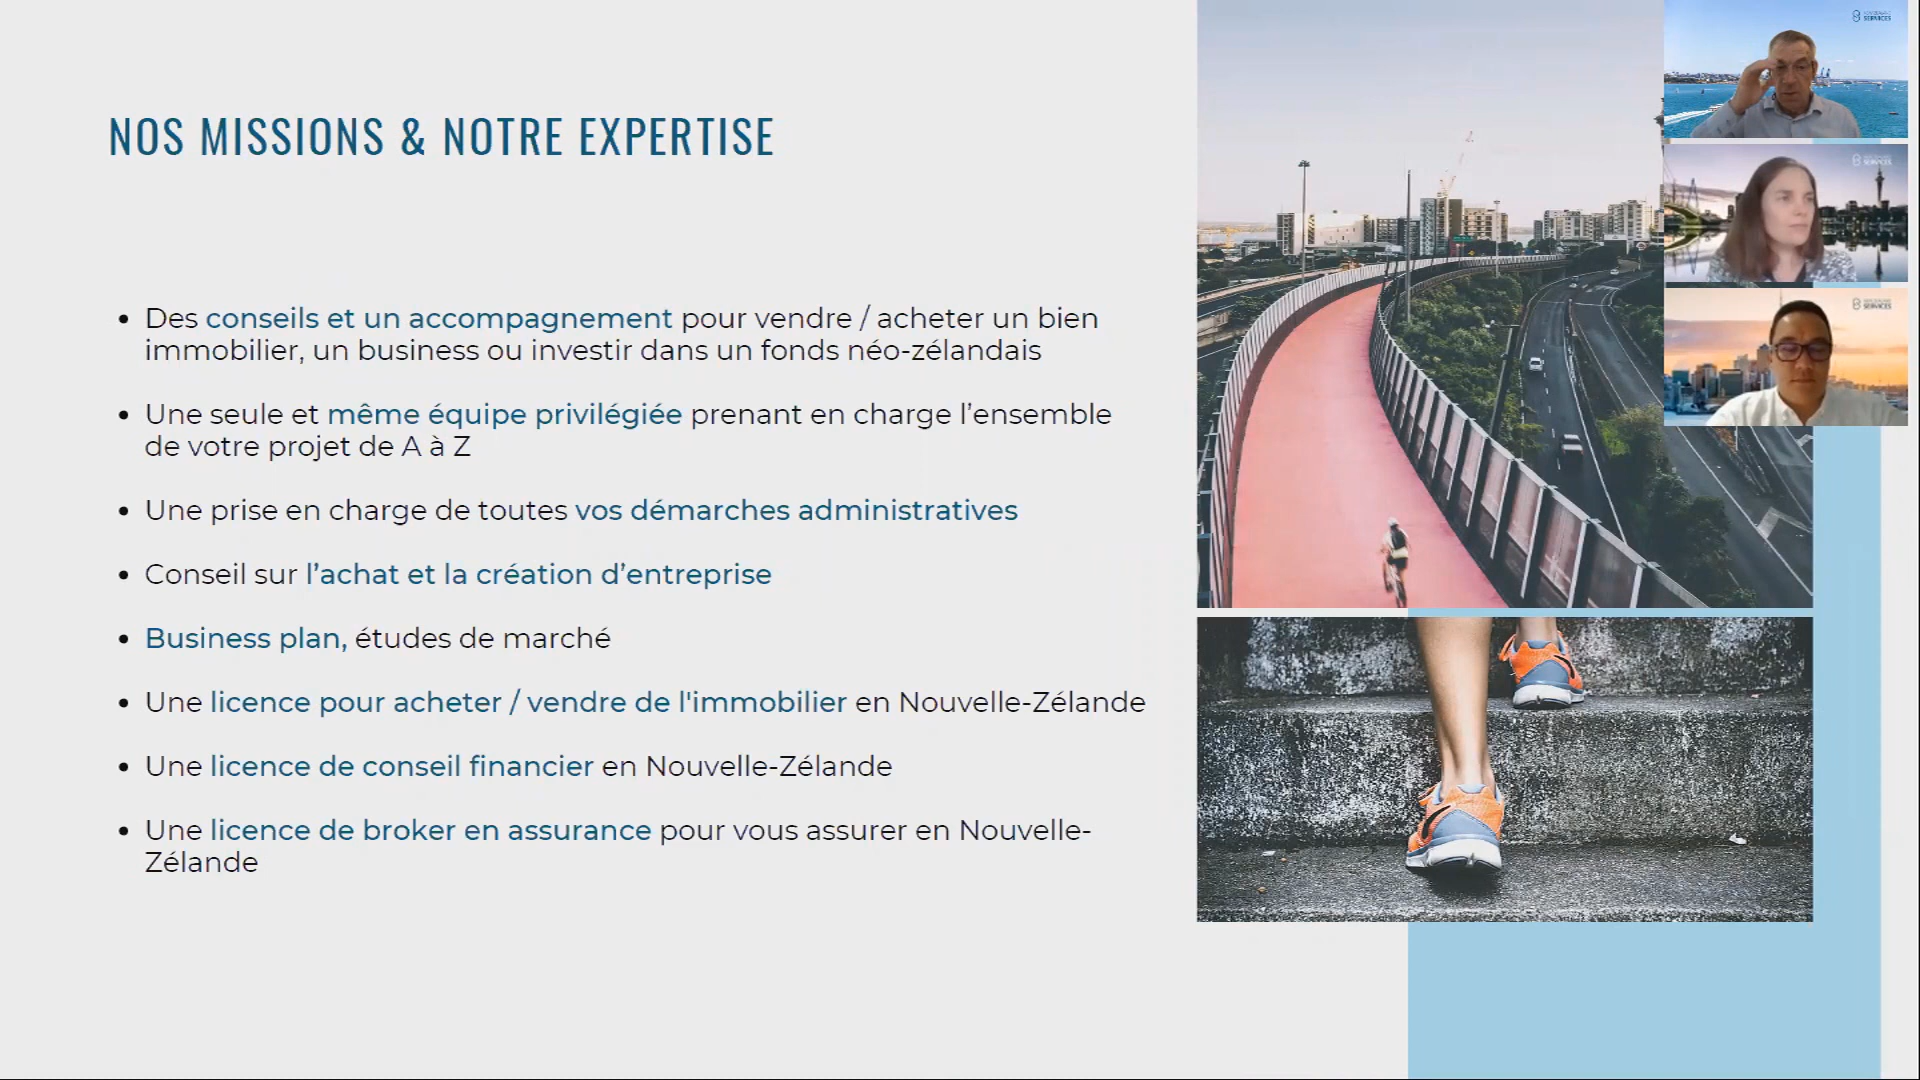 NOS MISSIONS & NOTRE EXPERTISE
• Des conseils et un accompagnement pour vendre / acheter un bien
immobilier, un business ou investir dans un fonds néo-zélandais
• Une seule et même équipe privilégiée prenant en charge l’ensemble
de votre projet de A à Z
• Une prise en charge de toutes vos démarches administratives
• Conseil sur l’achat et la création d’entreprise
• Business plan, études de marché
• Une licence pour acheter / vendre de l'immobilier en Nouvelle-Zélande
• Une licence de conseil financier en Nouvelle-Zélande
• Une licence de broker en assurance pour vous assurer en Nouvelle-
Zélande
SERVICES
SERVICES
SERVICES